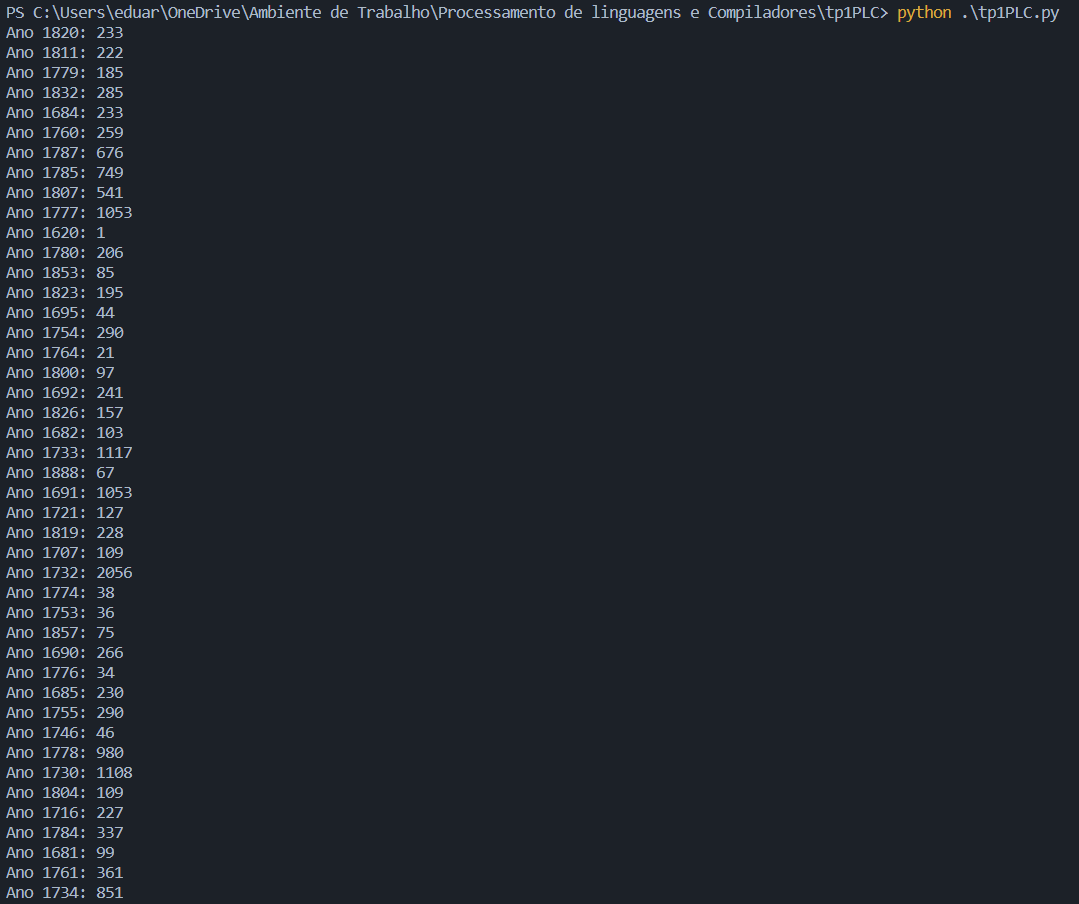 PS C:\Users\eduar\OneDrive\Ambiente de Trabalho\Processamento de linguagens e Compiladores\tp1PLC> python .\tp1PLC.py
Ano 1820: 233
Ano 1811: 222
Ano 1779: 185
Ano 1832: 285
Ano 1684: 233
Ano 1760: 259
Ano 1787: 676
Ano 1785: 749
Ano 1807: 541
Ano 1777: 1053
Ano 1620: 1
Ano 1780: 206
Ano 1853: 85
Ano 1823: 195
Ano 1695: 44
Ano 1754: 290
Ano 1764: 21
Ano 1800: 97
Ano 1692: 241
Ano 1826: 157
Ano 1682: 103
Ano 1733: 1117
Ano 1888: 67
Ano 1691: 1053
Ano 1721: 127
Ano 1819: 228
Ano 1707: 109
Ano 1732: 2056
Ano 1774: 38
Ano 1753: 36
Ano 1857: 75
Ano 1690: 266
Ano 1776: 34
Ano 1685: 230
Ano 1755: 290
Ano 1746: 46
Ano 1778: 980
Ano 1730: 1108
Ano 1804: 109
Ano 1716: 227
Ano 1784: 337
Ano 1681: 99
Ano 1761: 361
Ano 1734: 851